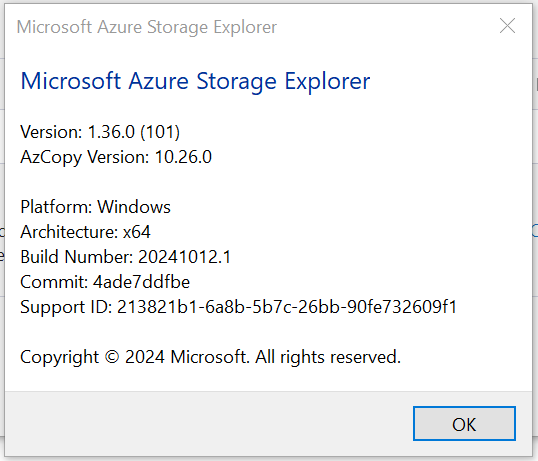 Microsoft Azure Storage Explorer
Microsoft Azure Storage Explorer
Version: 1.36.0 (101)
AzCopy Version: 10.26.0
Platform: Windows
Architecture: x64
Build Number: 20241012.1
Commit: 4ade7ddfbe
Support ID: 213821b1-6a8b-5b7c-26bb-90fe732609f1
Copyright © 2024 Microsoft. All rights reserved.
OK